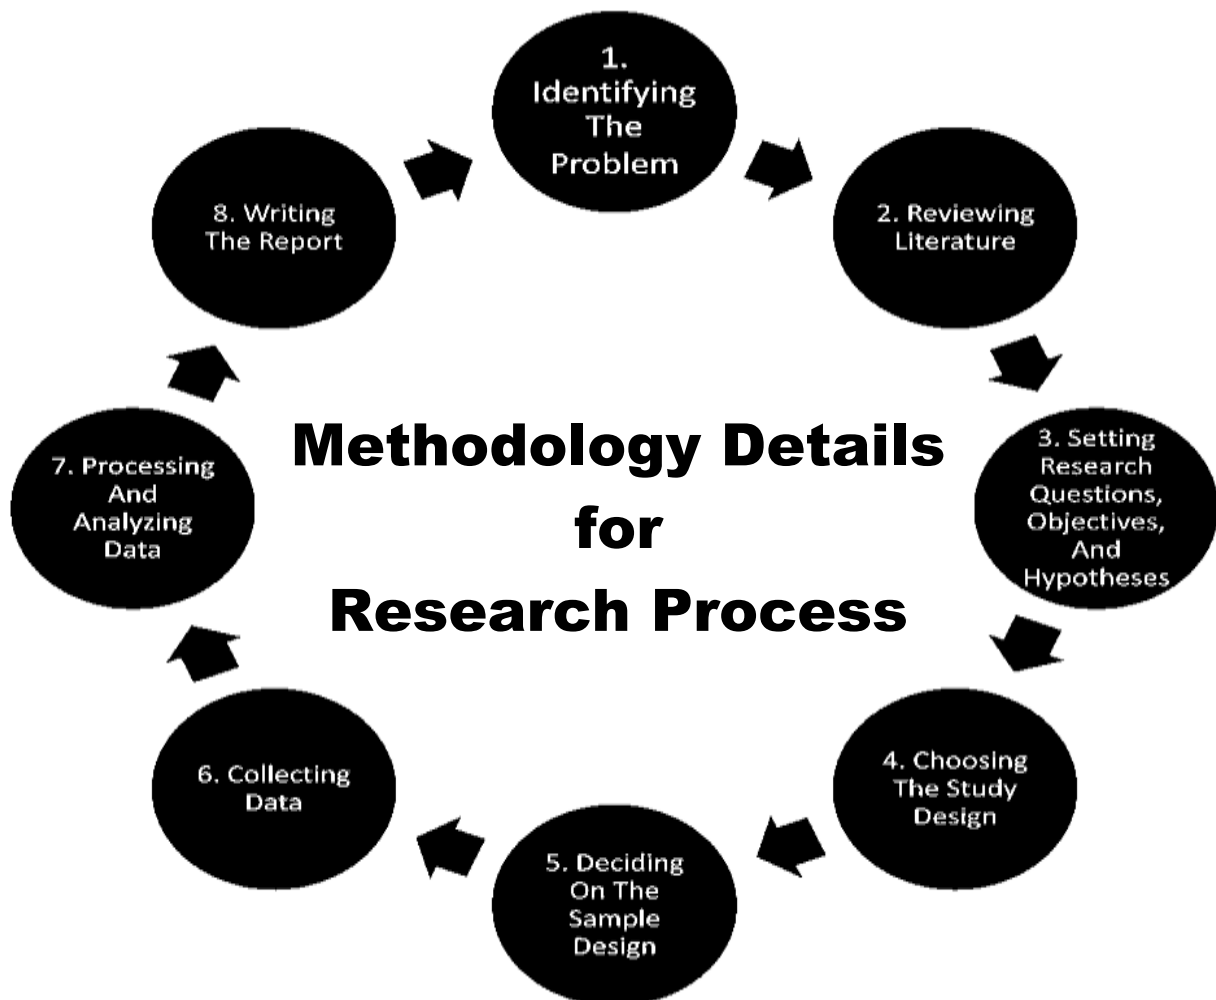 1.
Identifying
The
Problem
2. Reviewing
Literature
3. Setting
Research
Questions,
Objectives,
And
Hypotheses
4. Choosing
The Study
Design
5. Deciding
On The
Sample
Design
6. Collecting
Data
7. Processing
And
Analyzing
Data
8. Writing
The Report
Methodology Details
for
Research Process